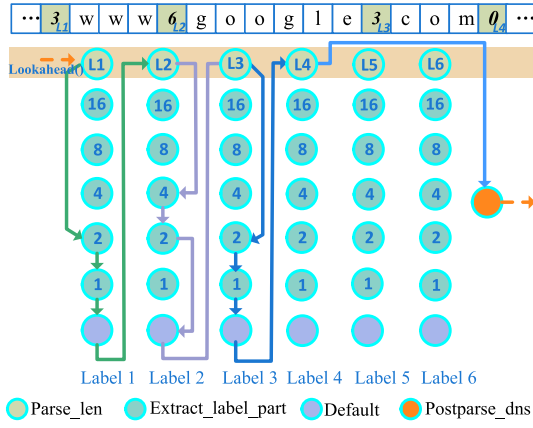 ... 3 L1 w w w 6 L2 g o o g l e 3 L3 c o m 0 L4 ...
Lookahead() L1 L2 L3 L4 L5 L6
16 16 16 16 16 16
8 8 8 8 8 8
4 4 4 4 4 4
2 2 2 2 2 2
1 1 1 1 1 1
Label 1 Label 2 Label 3 Label 4 Label 5 Label 6
Parse_len Extract_label_part Default Postparse_dns